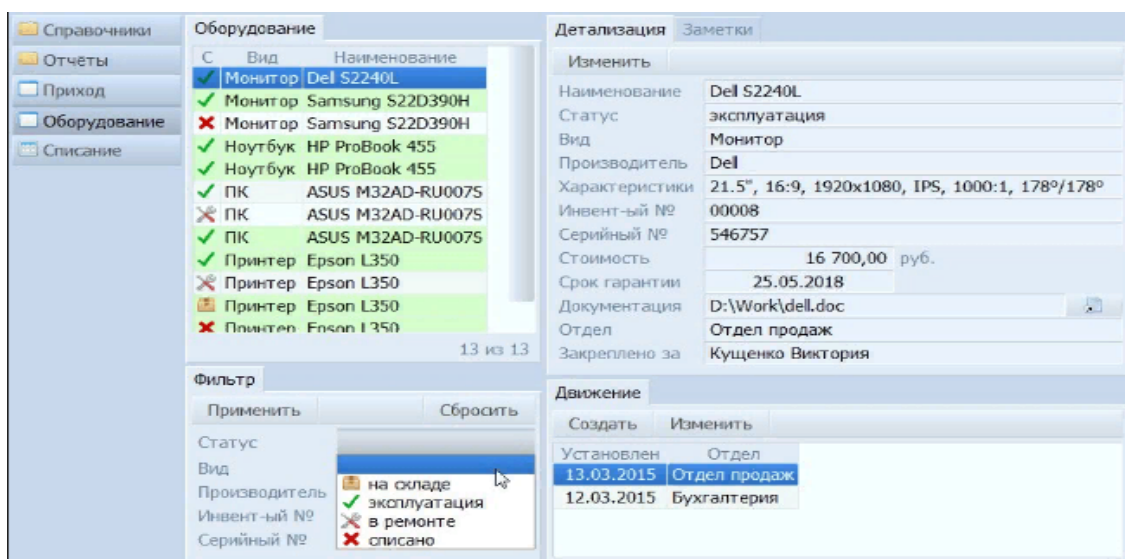 Справочники
Отчёты
Приход
Оборудование
Списание
Оборудование
С Вид Наименование
Монитор Dell S2240L
Монитор Samsung S22D390H
Монитор Samsung S22D390H
Ноутбук HP ProBook 455
Ноутбук HP ProBook 455
ПК ASUS M32AD-RU007S
ПК ASUS M32AD-RU007S
ПК ASUS M32AD-RU007S
Принтер Epson L350
Принтер Epson L350
Принтер Epson L350
Принтер Epson L350
13 из 13
Фильтр
Применить Сбросить
Статус
Вид
Производитель
Инвент-ый №
Серийный №
на складе
эксплуатация
в ремонте
списано
Детализация Заметки
Изменить
Наименование Dell S2240L
Статус эксплуатация
Вид Монитор
Производитель Dell
Характеристики 21.5", 16:9, 1920x1080, IPS, 1000:1, 178º/178º
Инвент-ый № 00008
Серийный № 546757
Стоимость 16 700,00 руб.
Срок гарантии 25.05.2018
Документация D:\Work\dell.doc
Отдел Отдел продаж
Закреплено за Кущенко Виктория
Движение
Создать Изменить
Установлен Отдел
13.03.2015 Отдел продаж
12.03.2015 Бухгалтерия